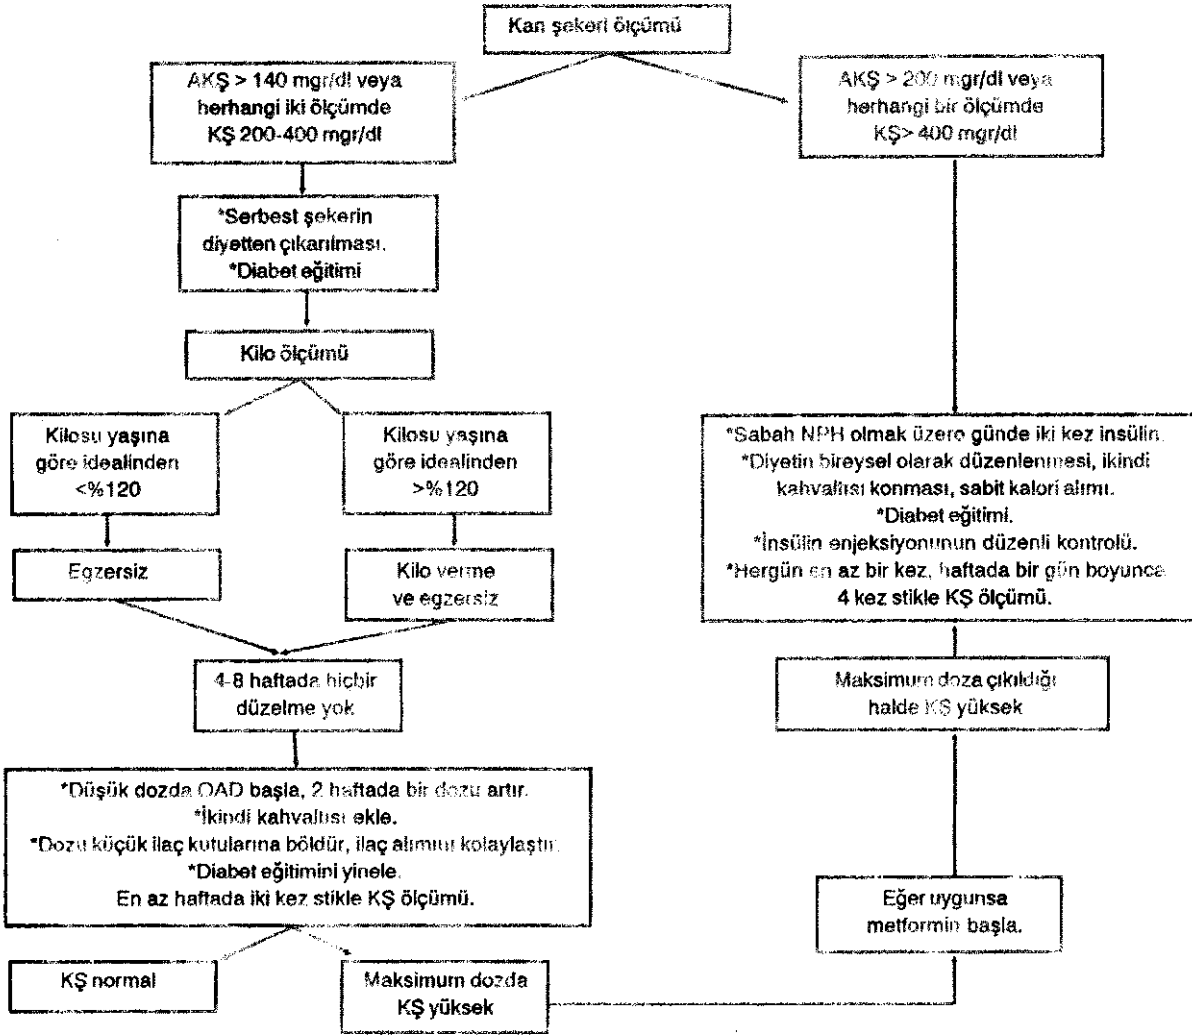 Kan şekeri ölçümü
AKŞ > 140 mgr/dl veya
herhangi iki ölçümde
KŞ 200-400 mgr/dl
AKŞ > 200 mgr/dl veya
herhangi bir ölçümde
KŞ> 400 mgr/dl
*Serbest şekerin
diyetten çıkarılması.
*Diabet eğitimi
Kilo ölçümü
Kilosu yaşına
göre idealinden
<%120
Kilosu yaşına
göre idealinden
>%120
Egzersiz
Kilo verme
ve egzersiz
*Sabah NPH olmak üzere günde iki kez insülin.
*Diyetin bireysel olarak düzenlenmesi, ikindi
kahvaltısı konması, sabit kalori alımı.
*Diabet eğitimi.
*İnsülin enjeksiyonunun düzenli kontrolü.
*Hergün en az bir kez, haftada bir gün boyunca
4 kez stikle KŞ ölçümü.
4-8 haftada hiçbir
düzelme yok
Maksimum doza çıkıldığı
halde KŞ yüksek
*Düşük dozda OAD başla, 2 haftada bir dozu artır.
*İkindi kahvaltısı ekle.
*Dozu küçük ilaç kutularına böldür, ilaç alımını kolaylaştır.
*Diabet eğitimini yinele.
En az haftada iki kez stikle KŞ ölçümü.
Eğer uygunsa
metformin başla.
KŞ normal
Maksimum dozda
KŞ yüksek